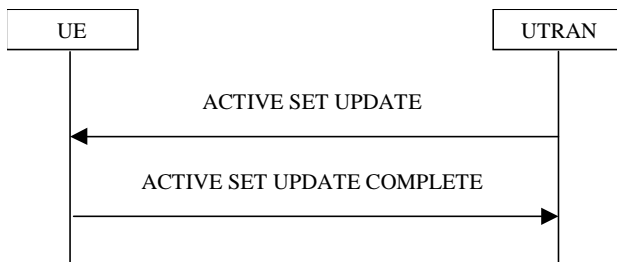 UE
UTRAN
ACTIVE SET UPDATE
ACTIVE SET UPDATE COMPLETE